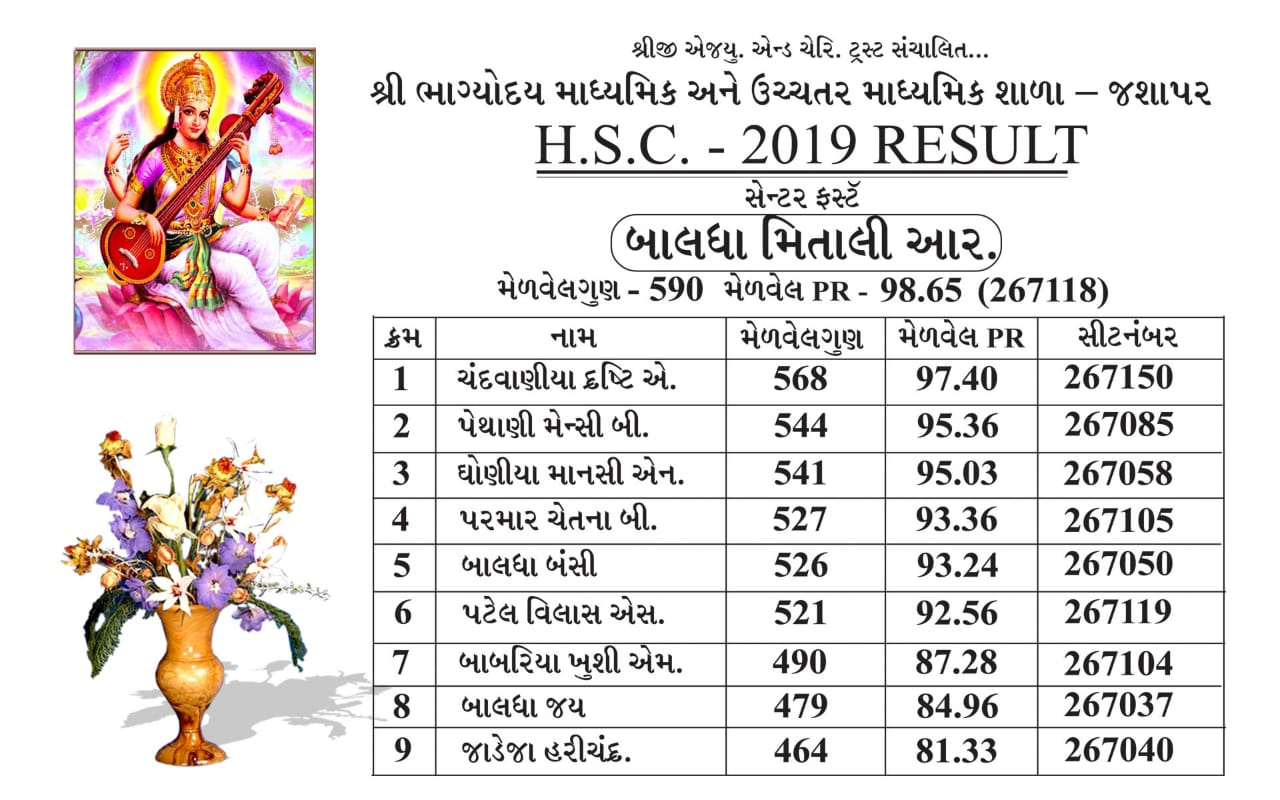 શ્રીજી એજયુ. એન્ડ ચેરિ. ટ્રસ્ટ સંચાલિત...
શ્રી ભાગ્યોદય માધ્યમિક અને ઉચ્ચતર માધ્યમિક શાળા – જશાપર
H.S.C. - 2019 RESULT
સેન્ટર ફસ્ટૅ
બાલધા મિતાલી આર.
મેળવેલગુણ - 590 મેળવેલ PR - 98.65 (267118)
ક્રમ નામ મેળવેલગુણ મેળવેલ PR સીટનંબર
1 ચંદવાણીયા દ્રષ્ટિ એ. 568 97.40 267150
2 પેથાણી મેન્સી બી. 544 95.36 267085
3 ઘોણીયા માનસી એન. 541 95.03 267058
4 પરમાર ચેતના બી. 527 93.36 267105
5 બાલધા બંસી 526 93.24 267050
6 પટેલ વિલાસ એસ. 521 92.56 267119
7 બાબરિયા ખુશી એમ. 490 87.28 267104
8 બાલધા જય 479 84.96 267037
9 જાડેજા હરીચંદ્ર. 464 81.33 267040